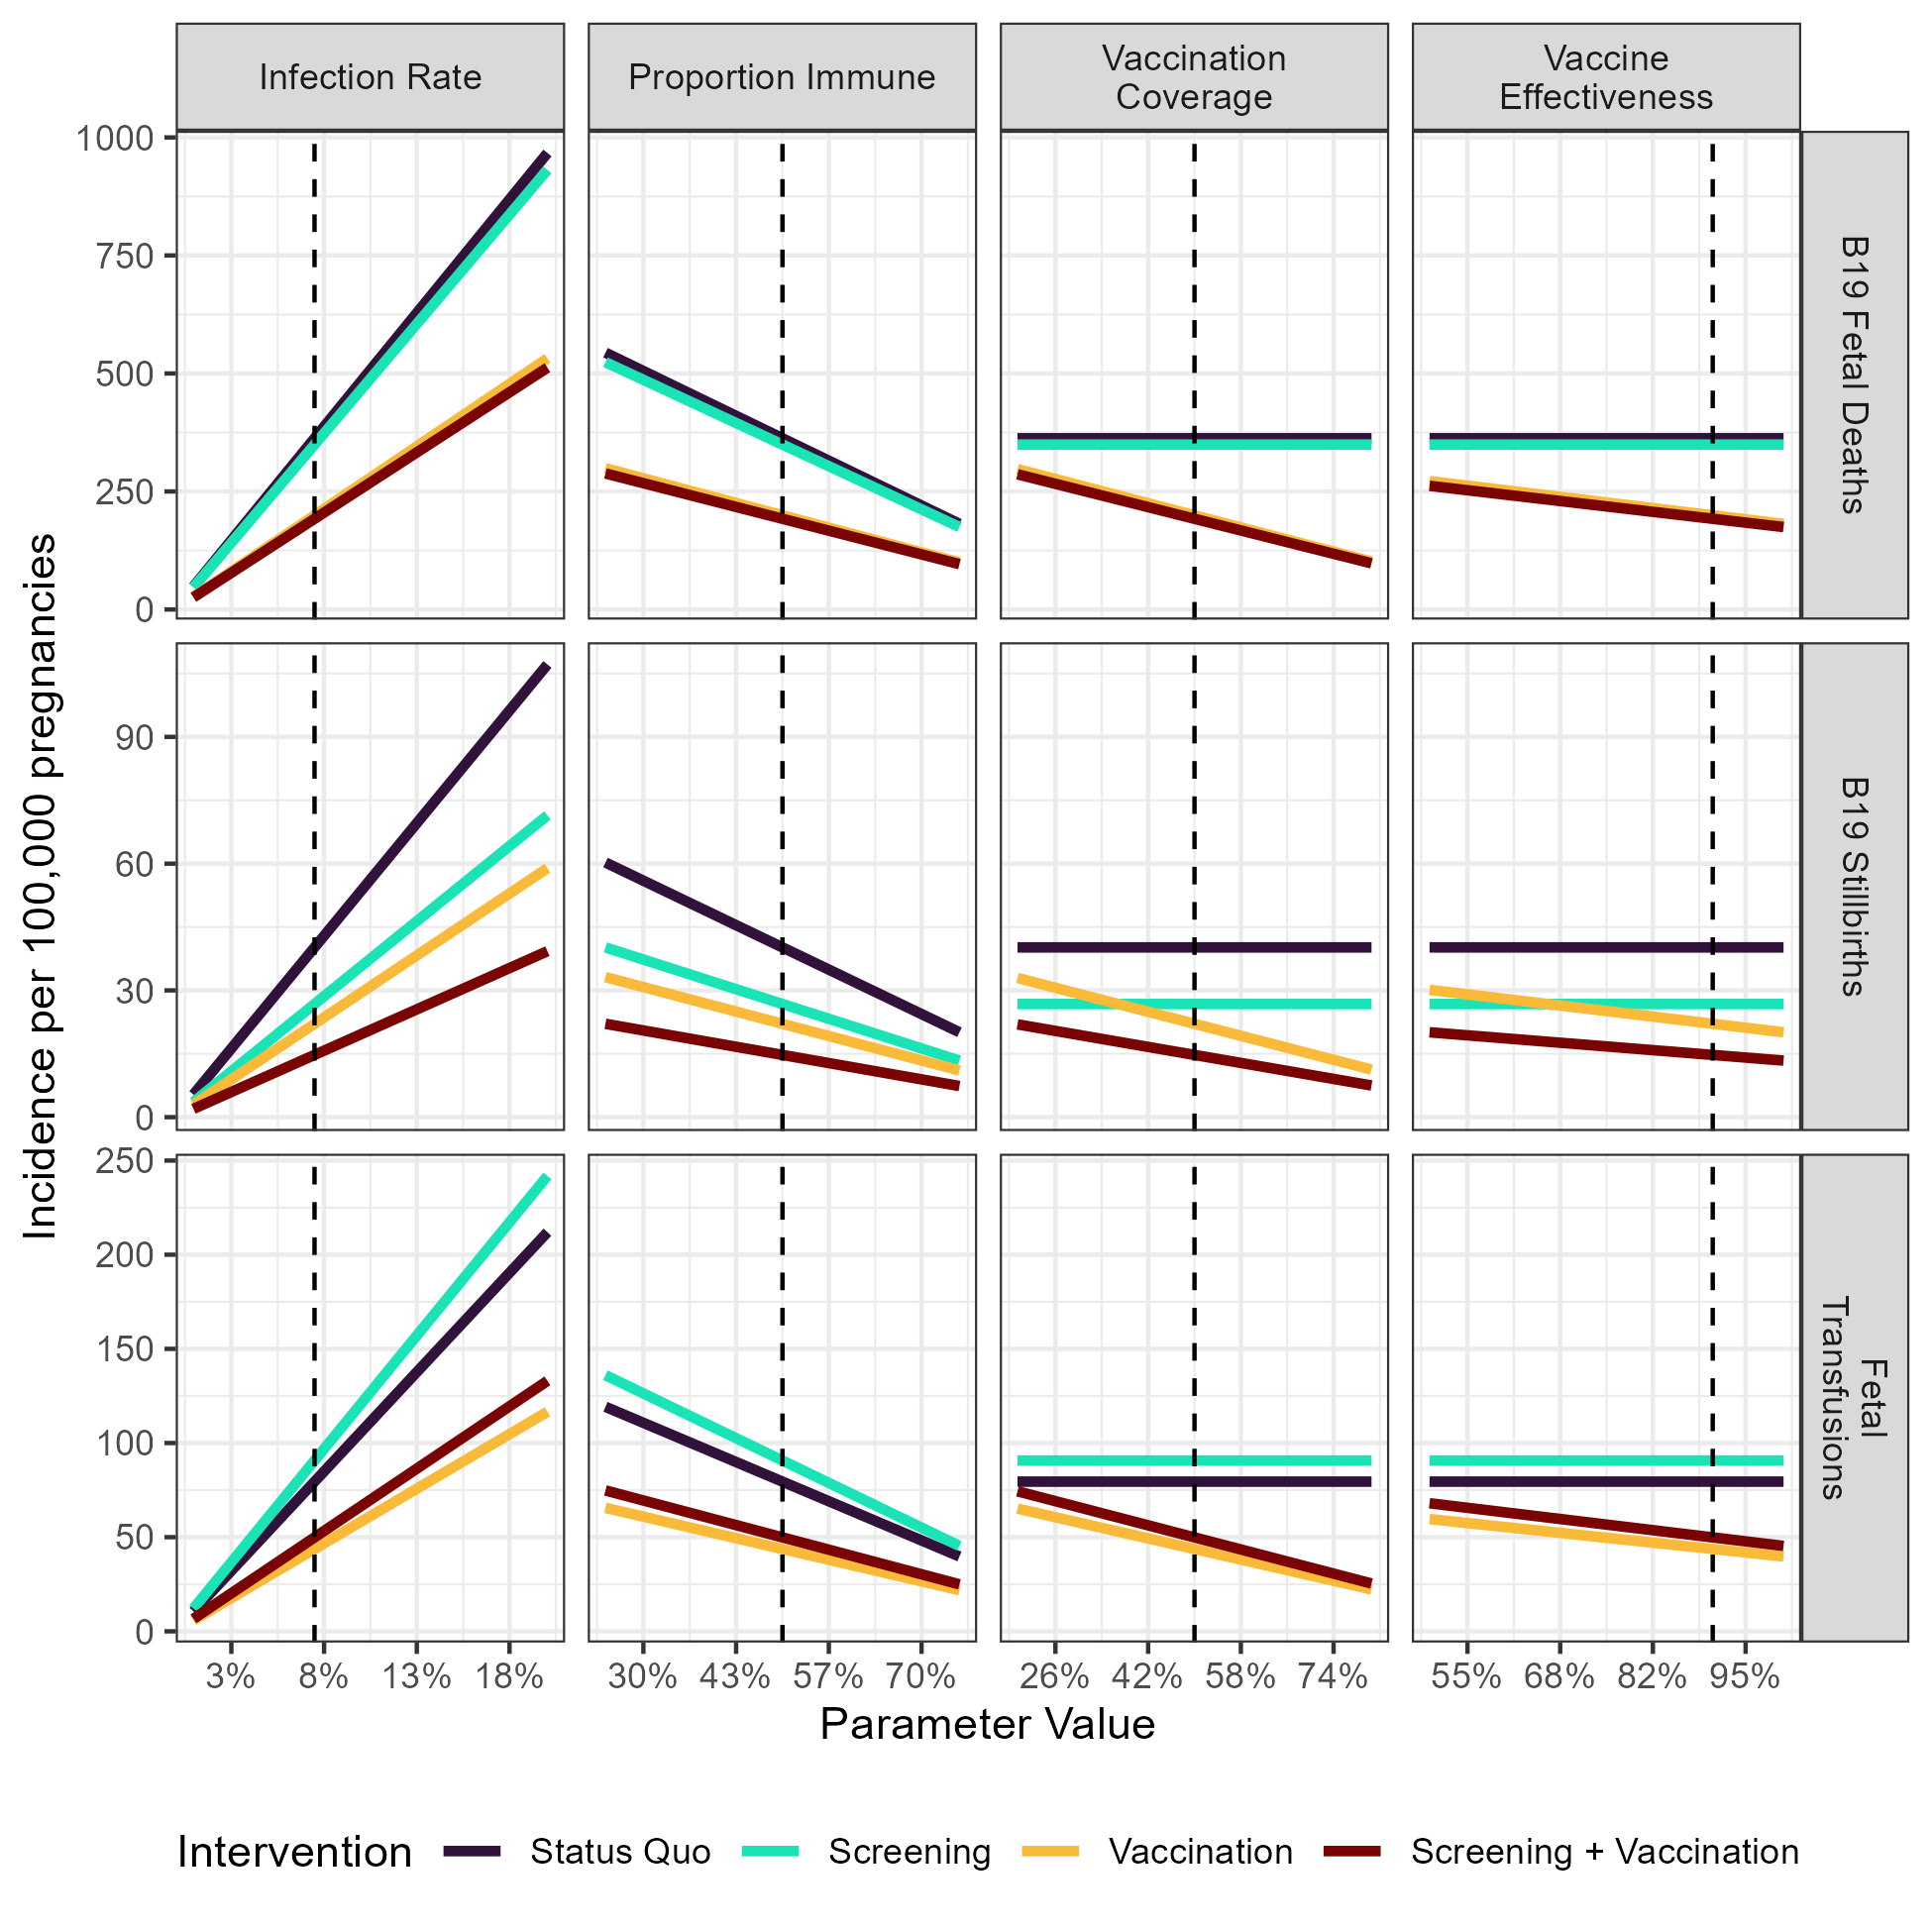 Infection Rate
Proportion Immune
Vaccination
Coverage
Vaccine
Effectiveness
Incidence per 100,000 pregnancies
1000
750
500
250
0
B19 Fetal Deaths
90
60
30
0
B19 Stillbirths
250
200
150
100
50
0
Fetal
Transfusions
3% 8% 13% 18%
30% 43% 57% 70%
26% 42% 58% 74%
55% 68% 82% 95%
Parameter Value
Intervention Status Quo Screening Vaccination Screening + Vaccination